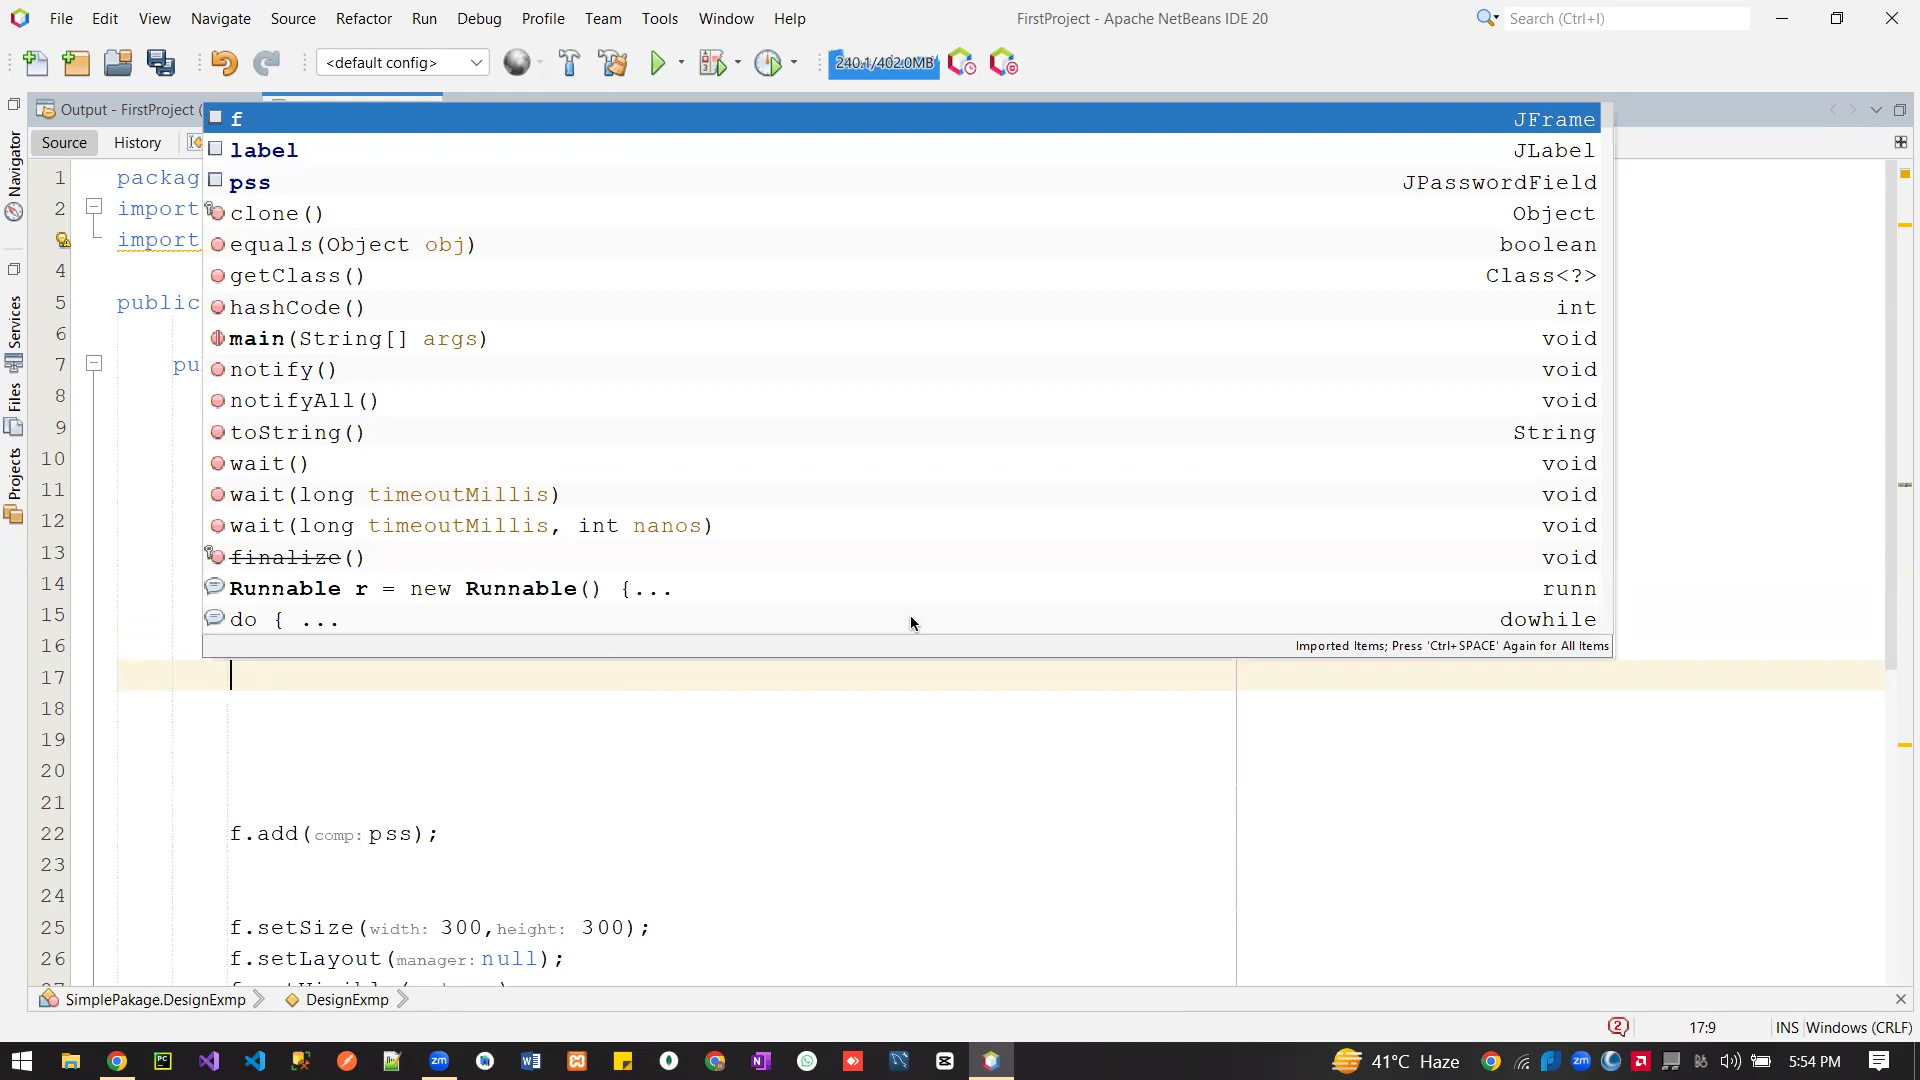 File Edit View Navigate Source Refactor Run Debug Profile Team Tools Window Help FirstProject - Apache NetBeans IDE 20 Search (Ctrl+I)
<default config> 240.1/402.0MB
Output - FirstProject (
Source History
Navigator
Services
Files
Projects
f JFrame
label JLabel
pss JPasswordField
clone() Object
equals(Object obj) boolean
getClass() Class<?>
hashCode() int
main(String[] args) void
notify() void
notifyAll() void
toString() String
wait() void
wait(long timeoutMillis) void
wait(long timeoutMillis, int nanos) void
finalize() void
Runnable r = new Runnable() {... runn
do { ... dowhile
Imported Items; Press 'Ctrl+SPACE' Again for All Items
1 packag
2 import
import
4
5 public
6
7 pu
8
9
10
11
12
13
14
15
16
17
18
19
20
21
22 f.add(comp: pss);
23
24
25 f.setSize(width: 300,height: 300);
26 f.setLayout(manager: null);
SimplePakage.DesignExmp DesignExmp
2 17:9 INS Windows (CRLF)
41°C Haze 5:54 PM